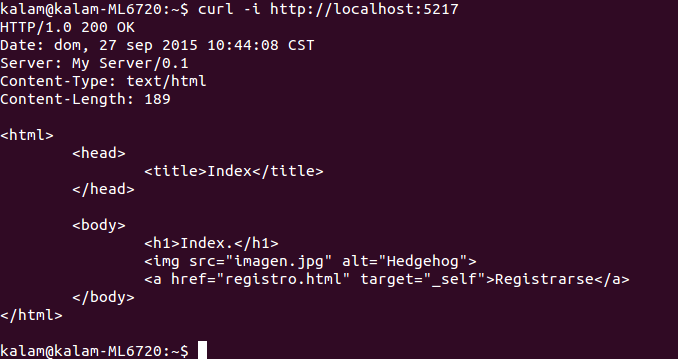 kalam@kalam-ML6720:~$ curl -i http://localhost:5217
HTTP/1.0 200 OK
Date: dom, 27 sep 2015 10:44:08 CST
Server: My Server/0.1
Content-Type: text/html
Content-Length: 189

<html>
        <head>
                <title>Index</title>
        </head>

        <body>
                <h1>Index.</h1>
                <img src="imagen.jpg" alt="Hedgehog">
                <a href="registro.html" target="_self">Registrarse</a>
        </body>
</html>

kalam@kalam-ML6720:~$